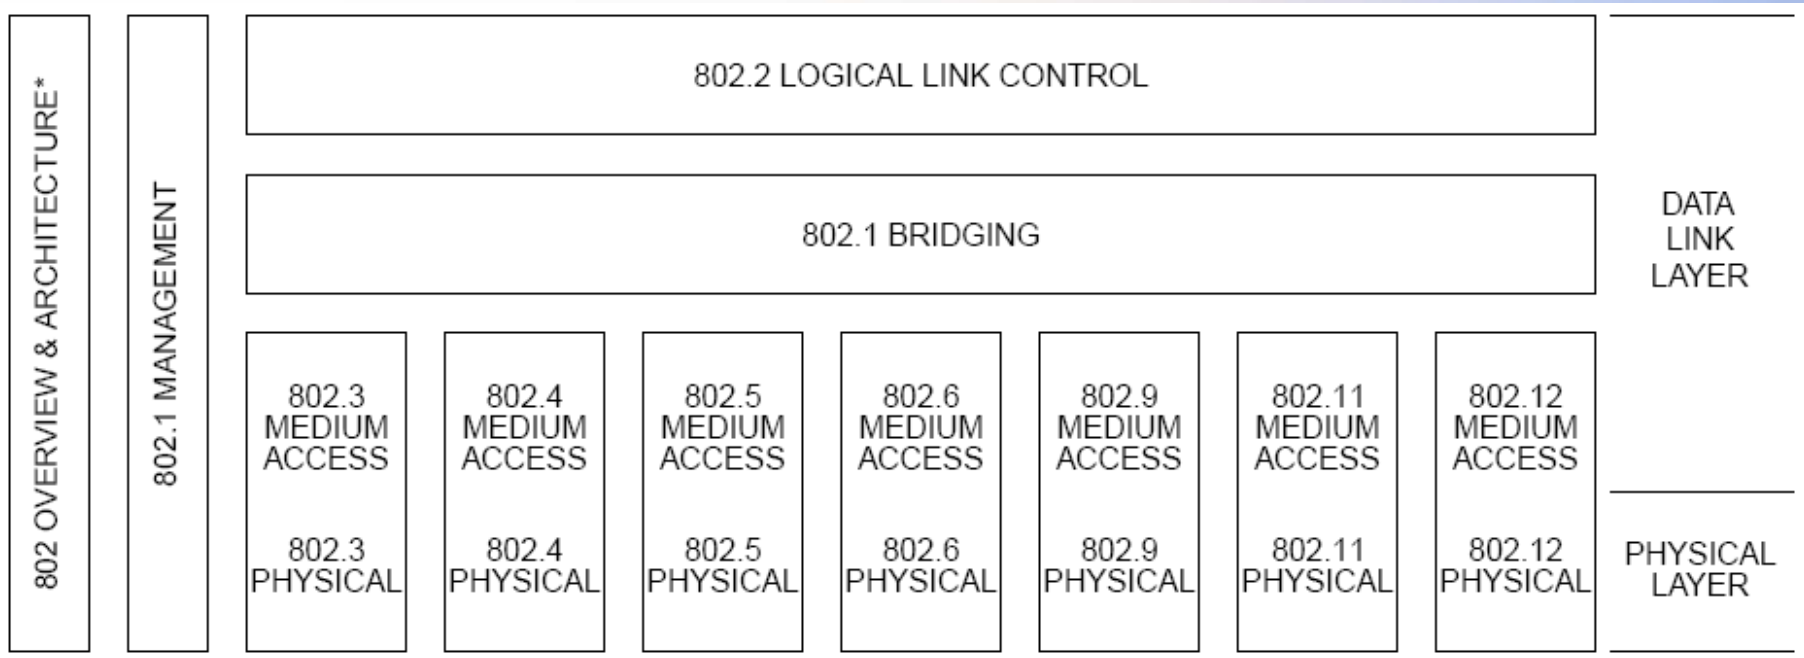 802 OVERVIEW & ARCHITECTURE*
802.1 MANAGEMENT
802.2 LOGICAL LINK CONTROL
802.1 BRIDGING
DATA
LINK
LAYER
802.3
MEDIUM
ACCESS
802.3
PHYSICAL
802.4
MEDIUM
ACCESS
802.4
PHYSICAL
802.5
MEDIUM
ACCESS
802.5
PHYSICAL
802.6
MEDIUM
ACCESS
802.6
PHYSICAL
802.9
MEDIUM
ACCESS
802.9
PHYSICAL
802.11
MEDIUM
ACCESS
802.11
PHYSICAL
802.12
MEDIUM
ACCESS
802.12
PHYSICAL
PHYSICAL
LAYER